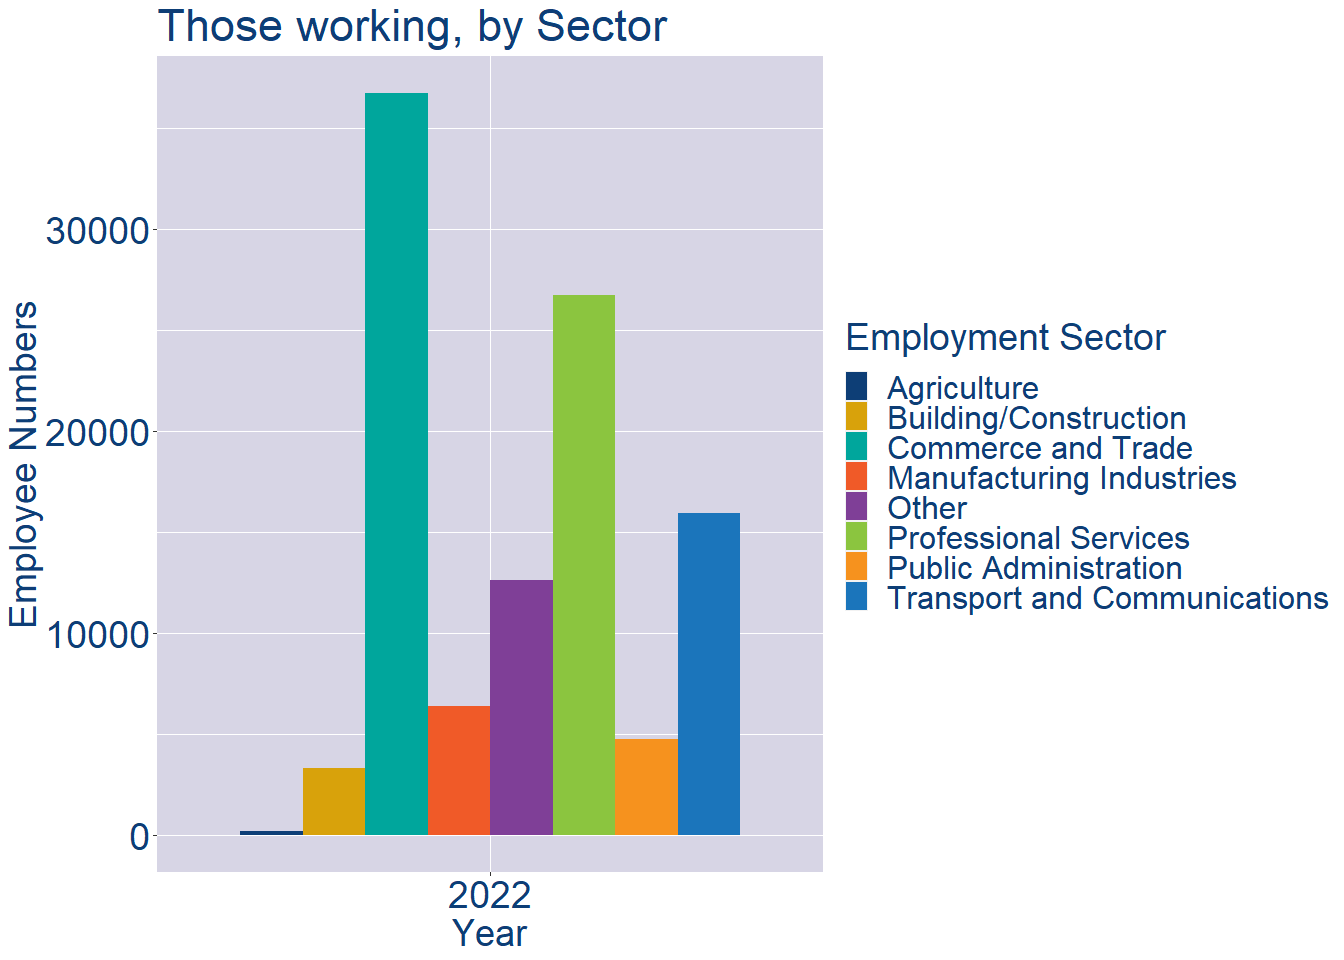 Those working, by Sector
30000
20000
10000
0
Employee Numbers
2022
Year
Employment Sector
Agriculture
Building/Construction
Commerce and Trade
Manufacturing Industries
Other
Professional Services
Public Administration
Transport and Communications